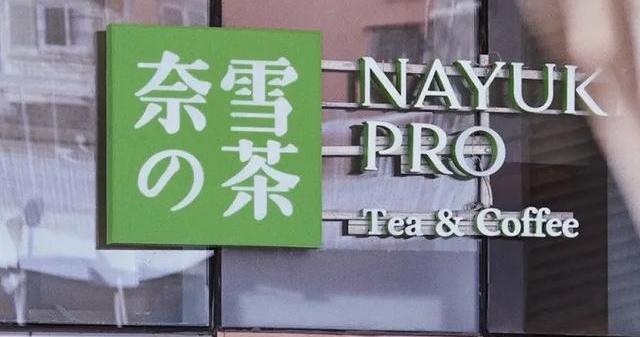 奈雪
の茶
NAYUK
PRO
Tea & Coffee